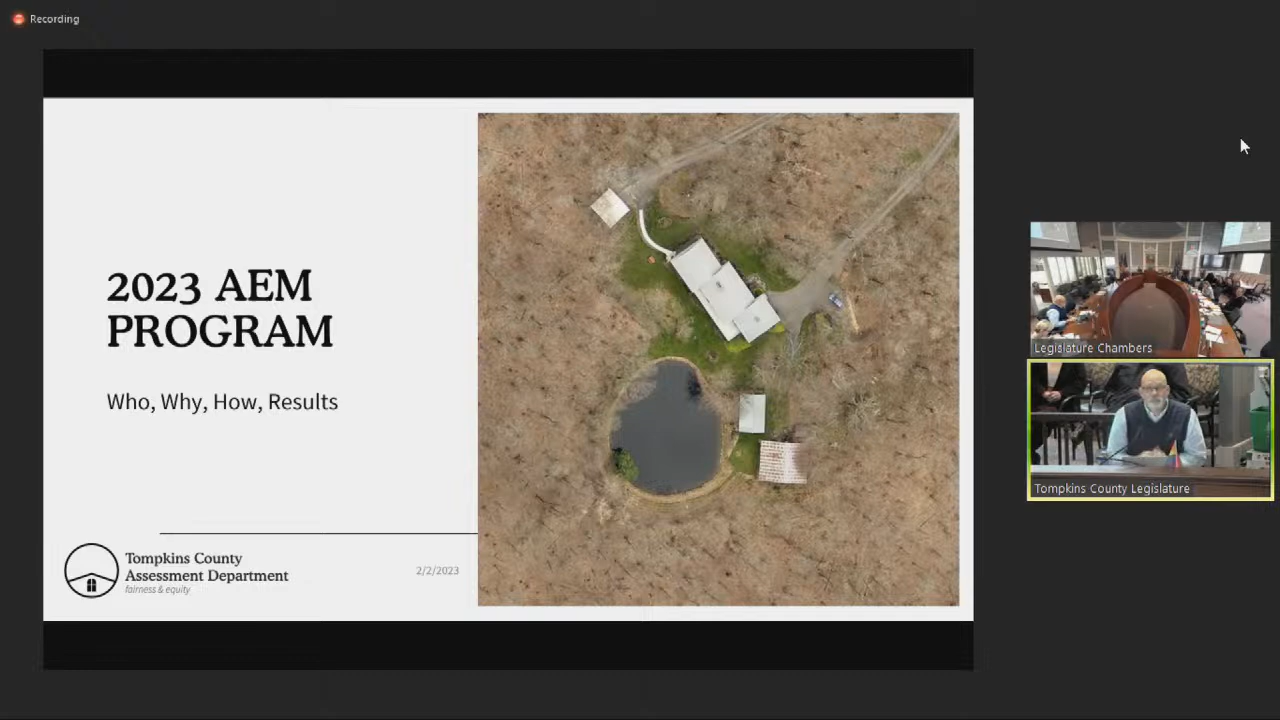 Recording
2023 AEM
PROGRAM
Who, Why, How, Results
Tompkins County
Assessment Department
fairness & equity
2/2/2023
Legislature Chambers
Tompkins County Legislature